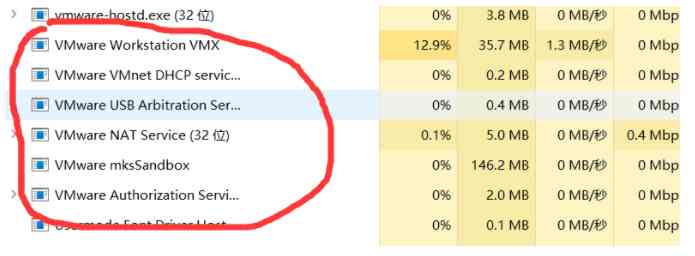 vmware-hostd.exe (32 位) 0% 3.8 MB 0 MB/秒 0 Mbp
VMware Workstation VMX 12.9% 35.7 MB 1.3 MB/秒 0 Mbp
VMware VMnet DHCP servic... 0% 0.2 MB 0 MB/秒 0 Mbp
VMware USB Arbitration Ser... 0% 0.4 MB 0 MB/秒 0 Mbp
VMware NAT Service (32 位) 0.1% 5.0 MB 0 MB/秒 0.4 Mbp
VMware mksSandbox 0% 146.2 MB 0 MB/秒 0 Mbp
VMware Authorization Servi... 0% 2.0 MB 0 MB/秒 0 Mbp
Usermode Font Driver Host 0% 0.1 MB 0 MB/秒 0 Mbp